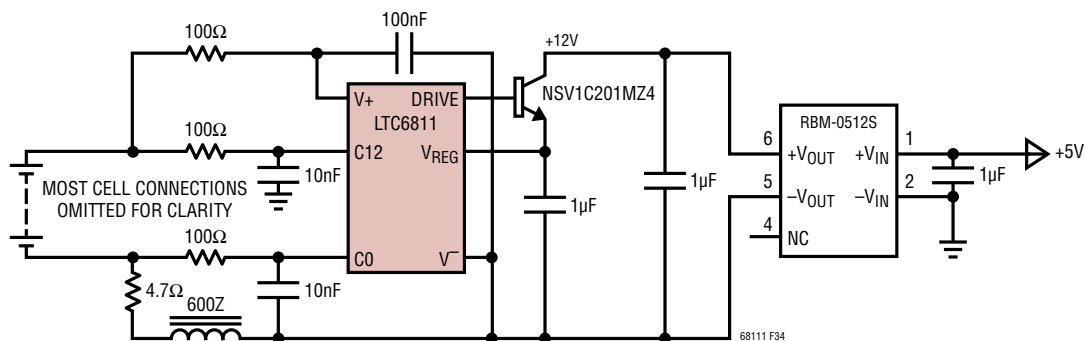 100nF
100Ω
+12V
NSV1C201MZ4
V+
DRIVE
LTC6811
RBM-0512S
100Ω
C12
VREG
6
+VOUT
+VIN
1
+5V
10nF
MOST CELL CONNECTIONS
OMITTED FOR CLARITY
1µF
1µF
5
–VOUT
–VIN
2
1µF
100Ω
4
NC
C0
V–
4.7Ω
10nF
600Z
68111 F34